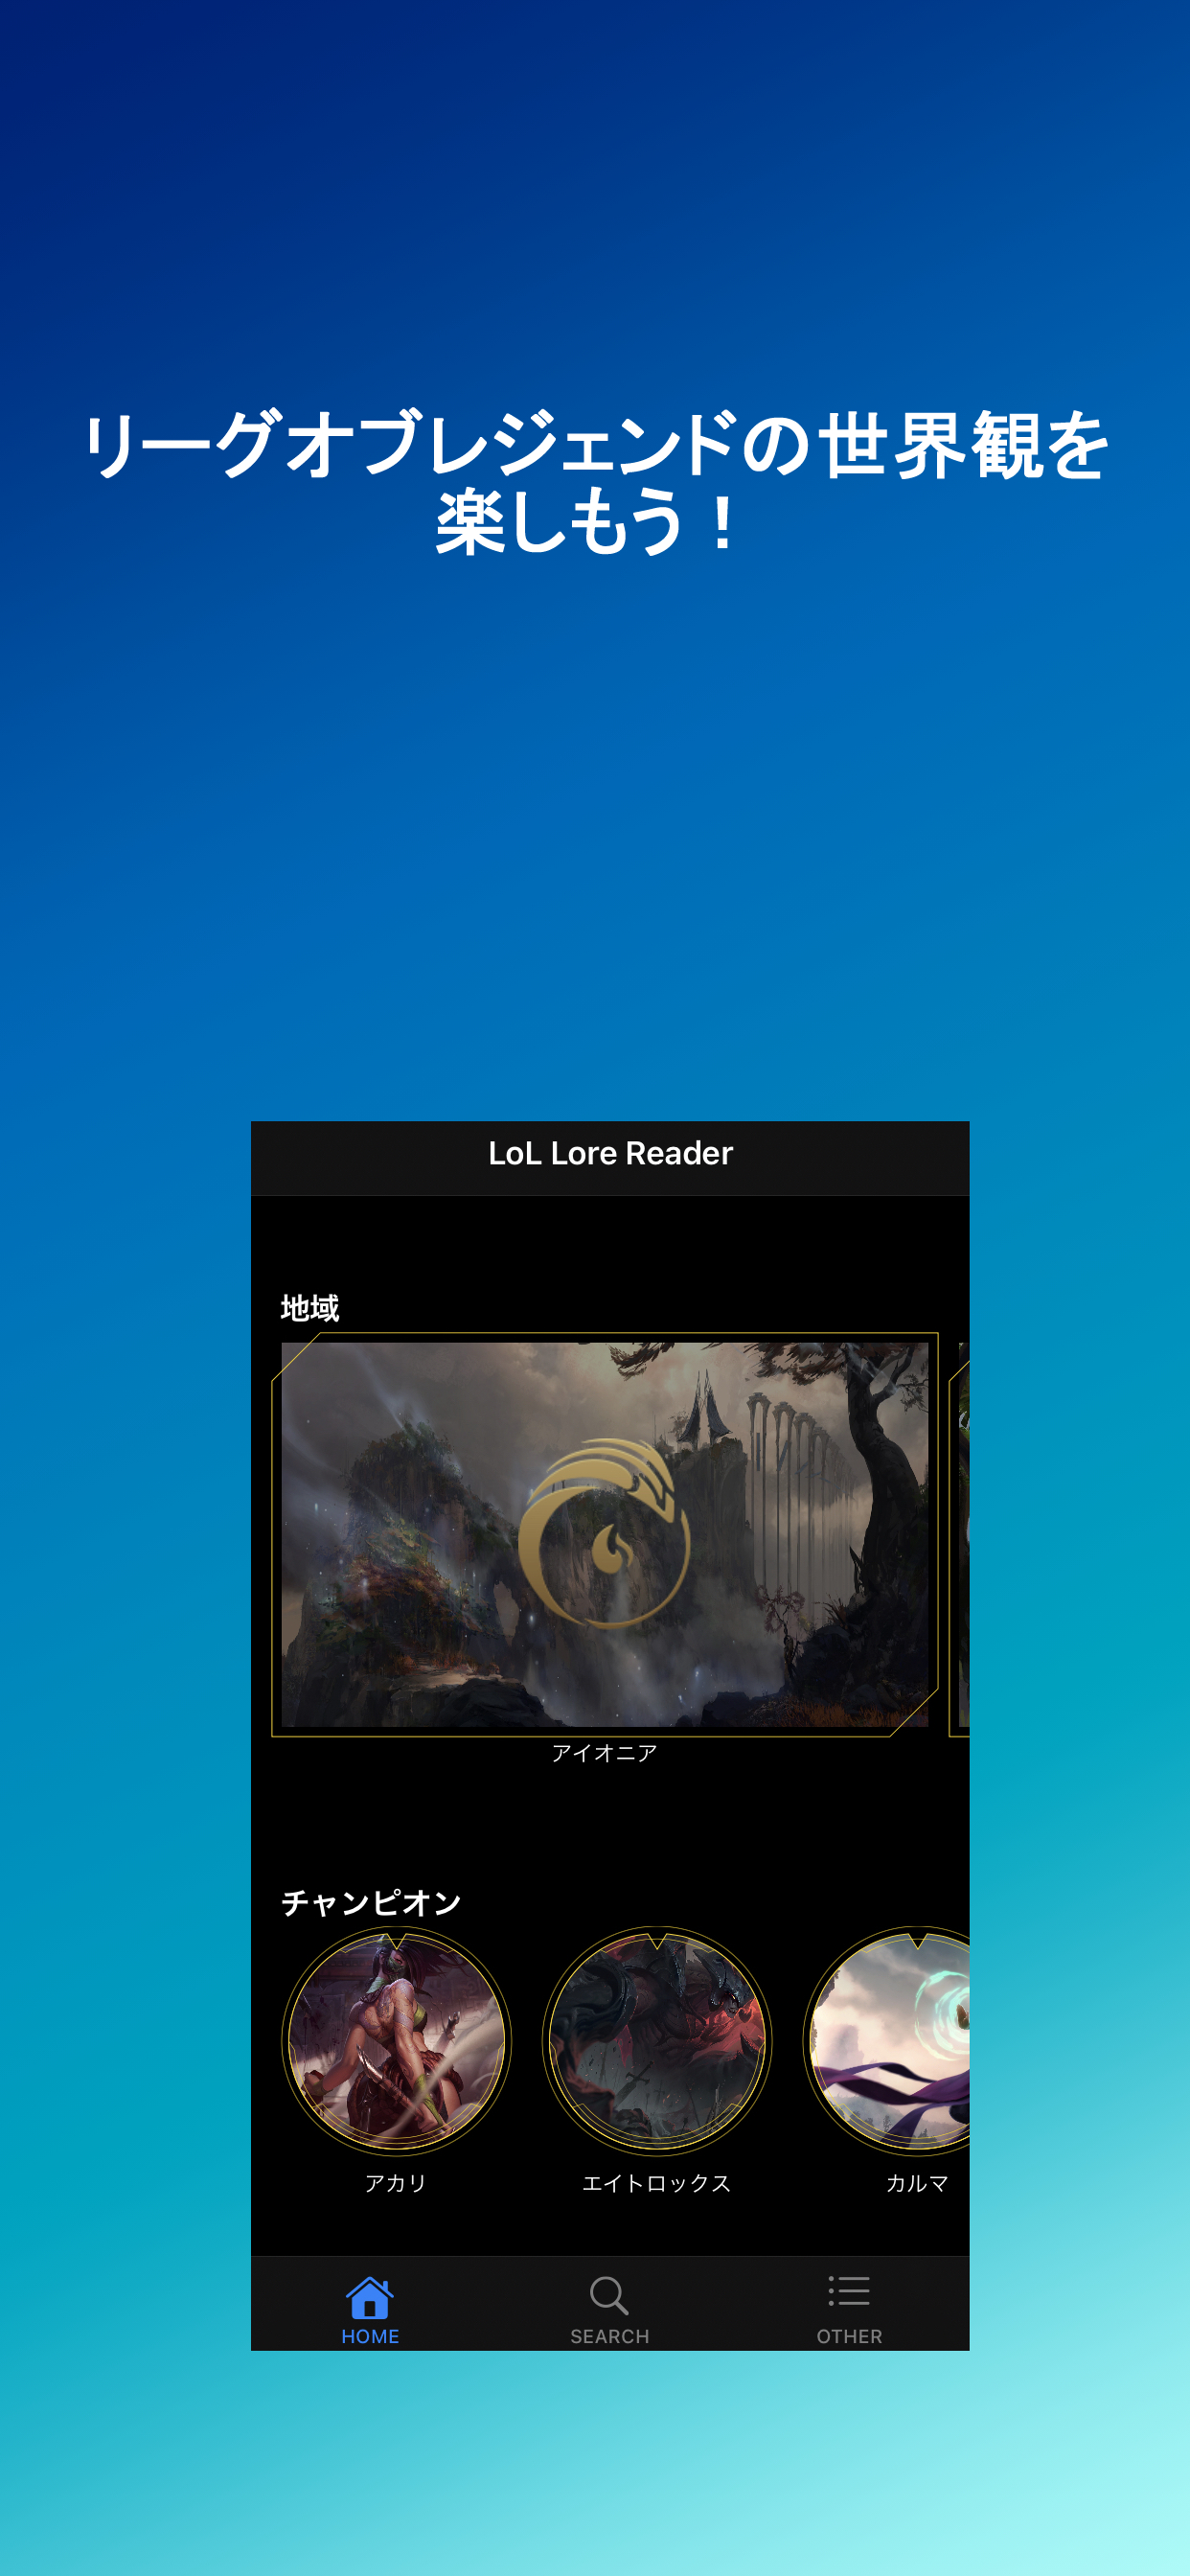 リーグオブレジェンドの世界観を
楽しもう！
LoL Lore Reader
地域
アイオニア
チャンピオン
アカリ
エイトロックス
カルマ
HOME
SEARCH
OTHER